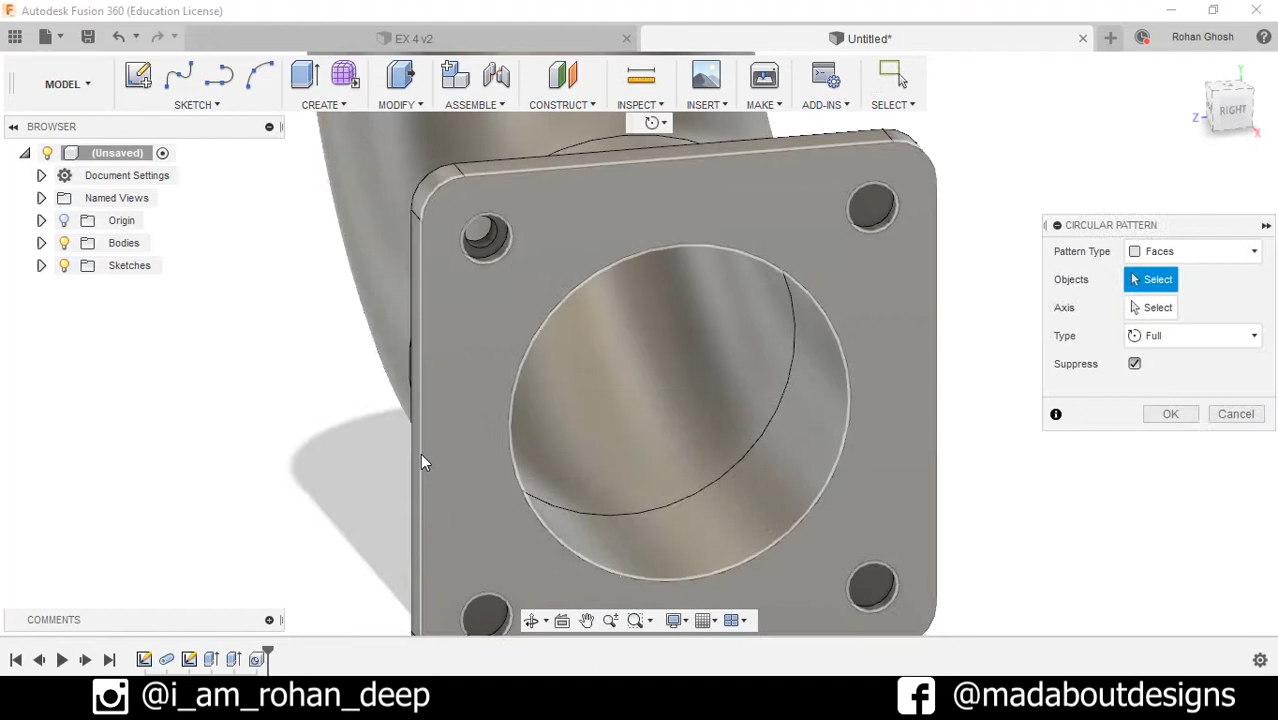 Autodesk Fusion 360 (Education License)
EX 4 v2
Untitled*
Rohan Ghosh
MODEL
SKETCH
CREATE
MODIFY
ASSEMBLE
CONSTRUCT
INSPECT
INSERT
MAKE
ADD-INS
SELECT
BROWSER
(Unsaved)
Document Settings
Named Views
Origin
Bodies
Sketches
Y
RIGHT
Z
X
CIRCULAR PATTERN
Pattern Type Faces
Objects Select
Axis Select
Type Full
Suppress
OK Cancel
COMMENTS
@i_am_rohan_deep
@madaboutdesigns